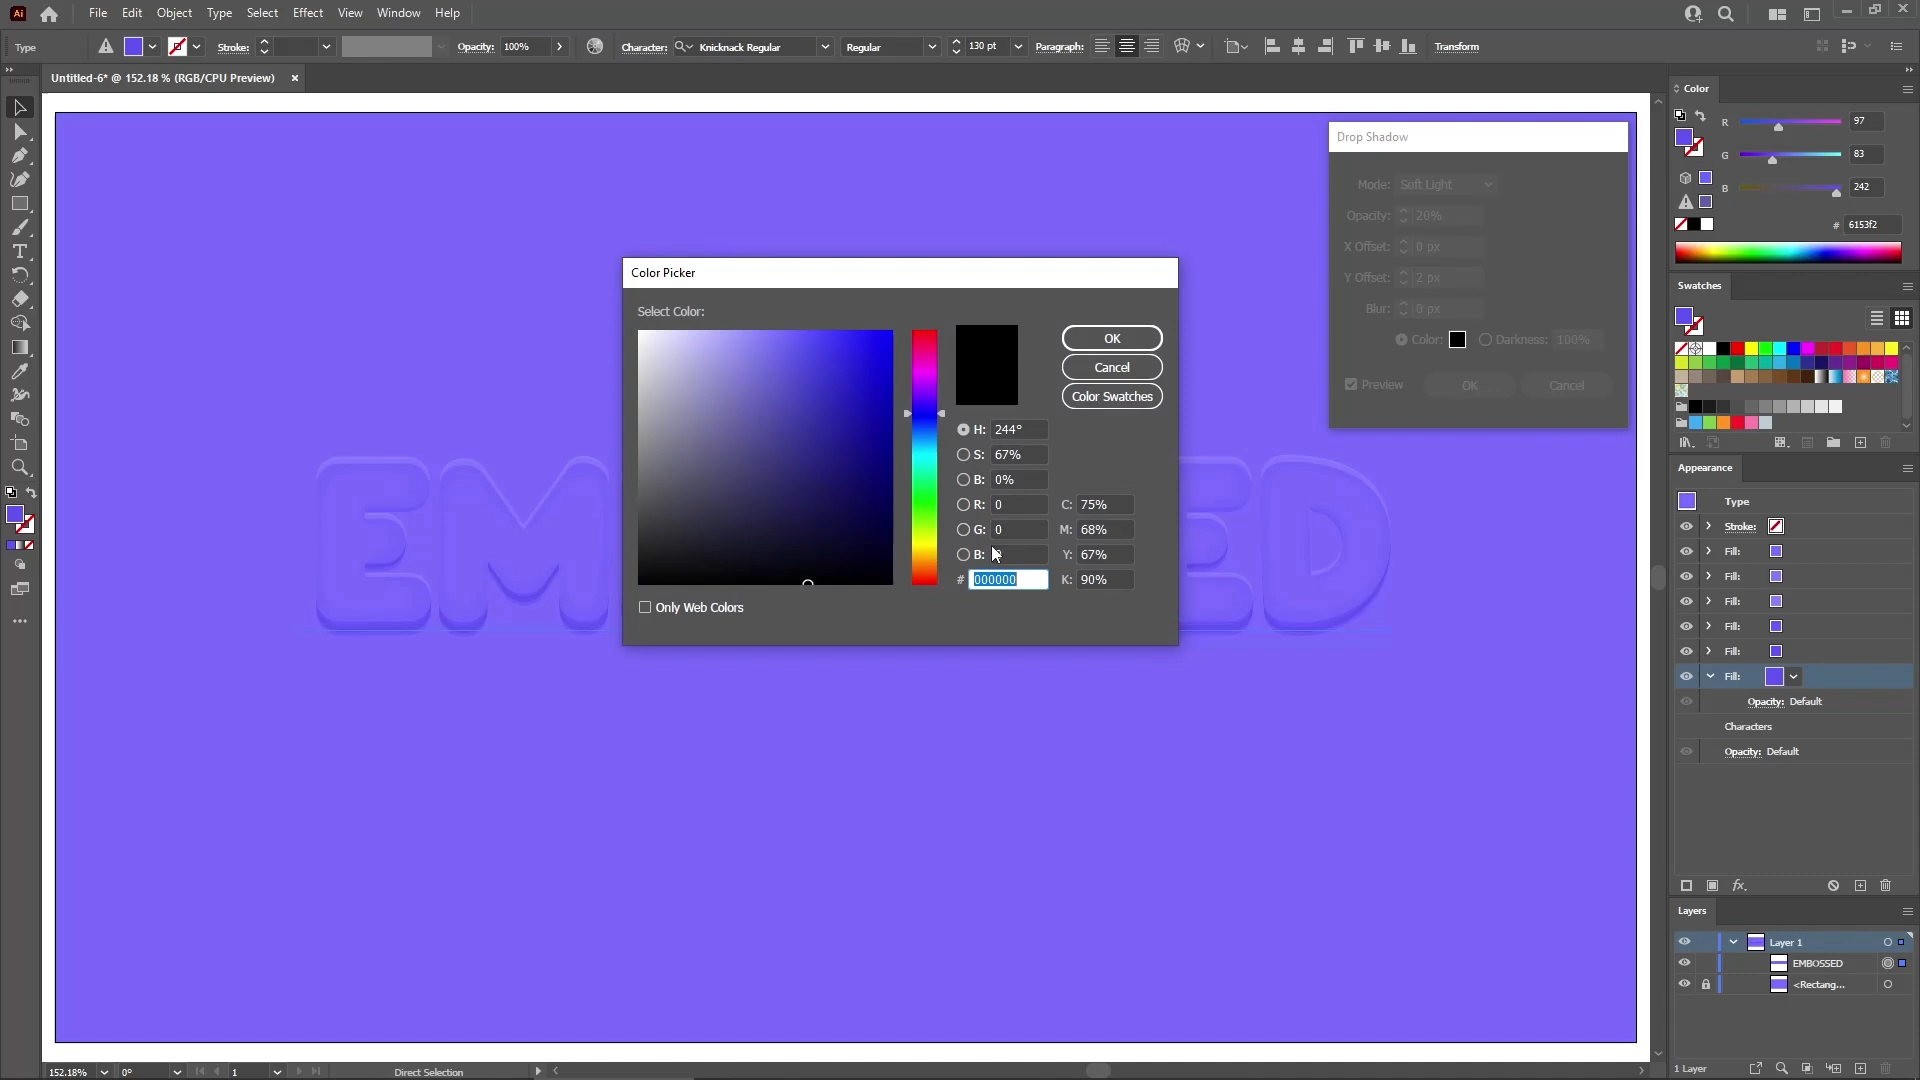 Ai File Edit Object Type Select Effect View Window Help
Type Stroke: Opacity: 100% Character: Knicknack Regular Regular 130 pt Paragraph: Transform
Untitled-6* @ 152.18 % (RGB/CPU Preview) ×
Color
R 97
G 83
B 242
# 6153f2
Swatches
Drop Shadow
Mode: Soft Light
Opacity: 20%
X Offset: 0 px
Y Offset: 2 px
Blur: 0 px
Color: Darkness: 100%
Preview OK Cancel
Color Picker
Select Color:
OK
Cancel
Color Swatches
H: 244°
S: 67%
B: 0%
R: 0 C: 75%
G: 0 M: 68%
B: Y: 67%
# 000000 K: 90%
Only Web Colors
EM ED
Appearance
Type
Stroke:
Fill:
Fill:
Fill:
Fill:
Fill:
Fill:
Opacity: Default
Characters
Opacity: Default
fx.
Layers
Layer 1
EMBOSSED
<Rectang...
1 Layer
152.18% 0° 1 Direct Selection